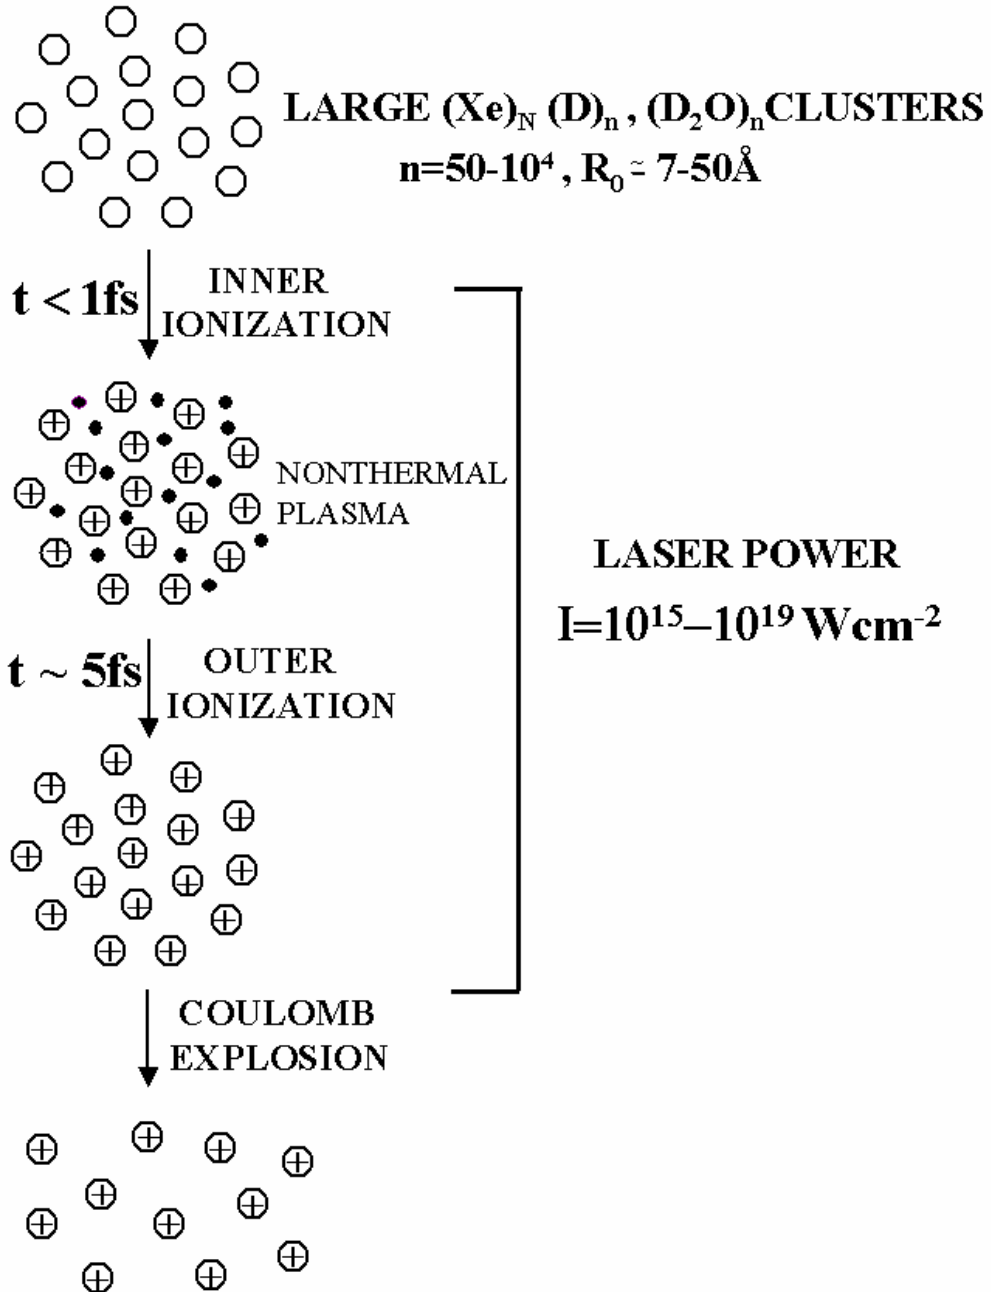 LARGE (Xe)N (D)n , (D2O)nCLUSTERS
n=50-10⁴ , R0 ≃ 7-50Å
t < 1fs
INNER
IONIZATION
NONTHERMAL
PLASMA
LASER POWER
I=10¹⁵–10¹⁹ Wcm⁻²
t ~ 5fs
OUTER
IONIZATION
COULOMB
EXPLOSION